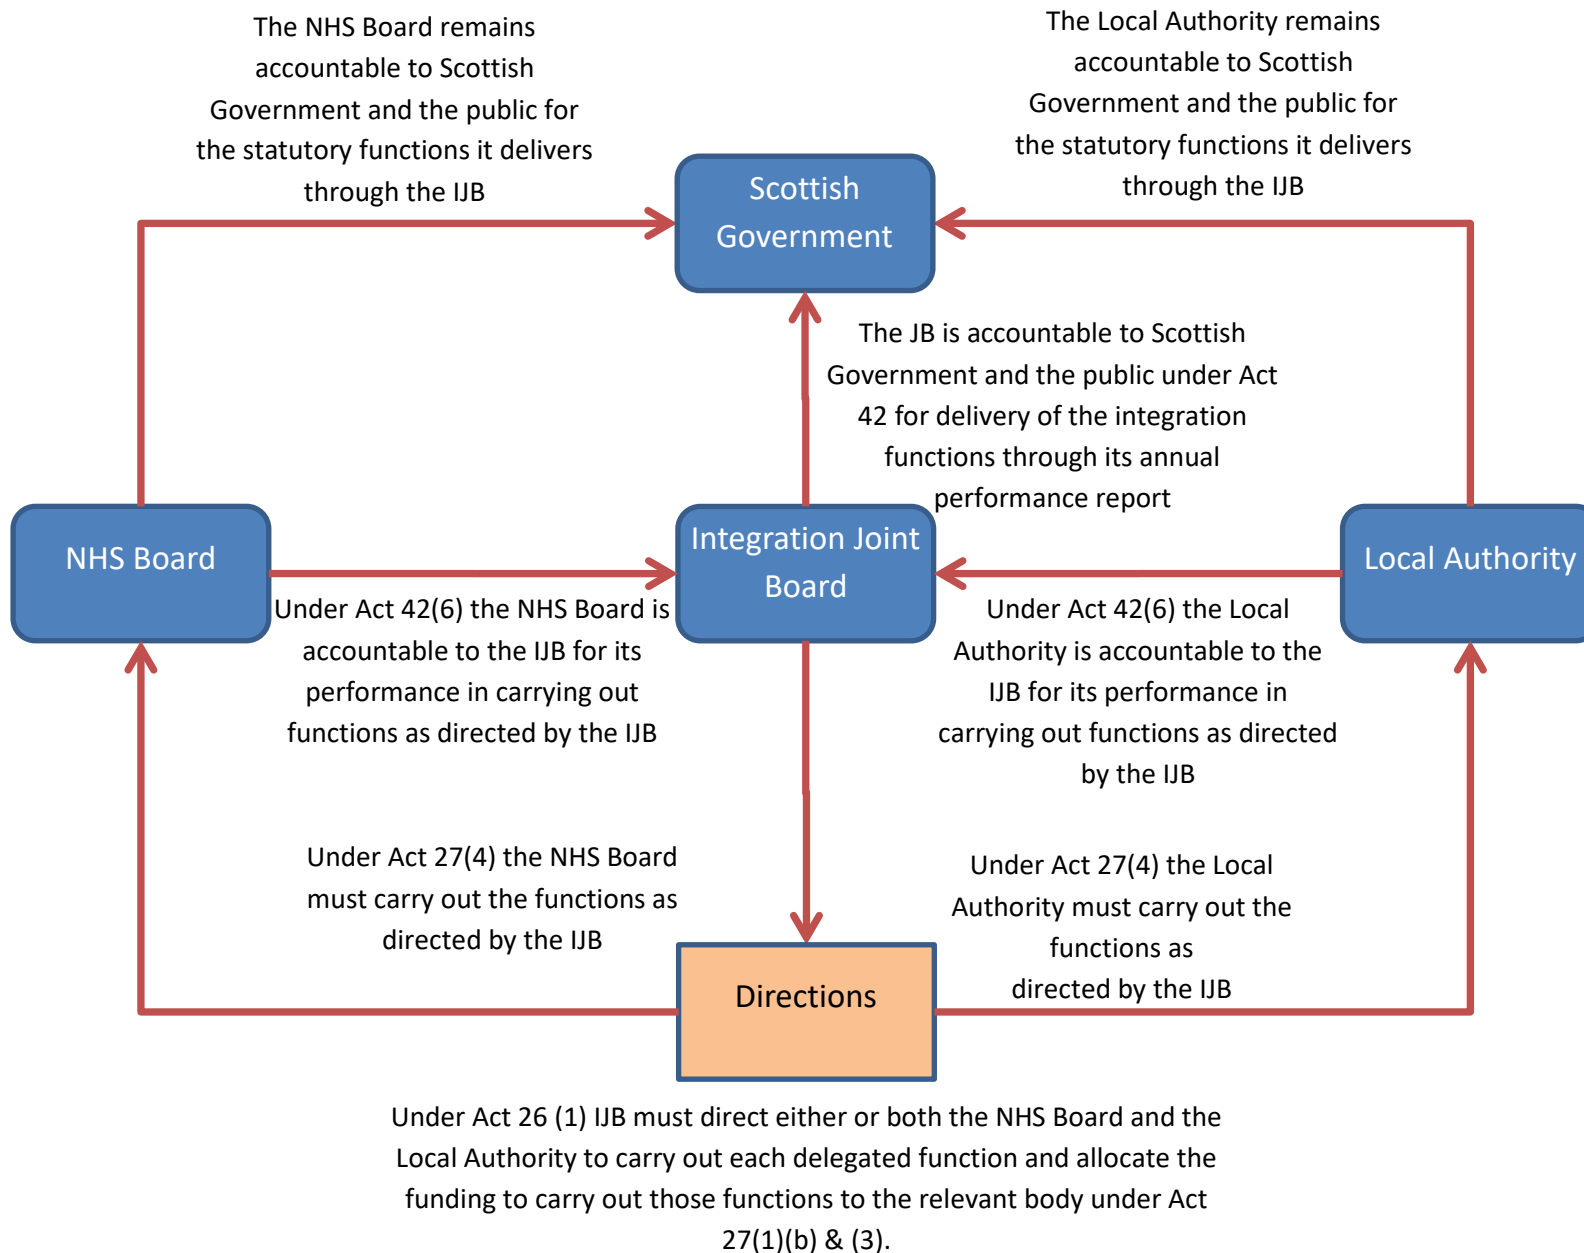 The NHS Board remains
accountable to Scottish
Government and the public for
the statutory functions it delivers
through the IJB
The Local Authority remains
accountable to Scottish
Government and the public for
the statutory functions it delivers
through the IJB
Scottish
Government
The JB is accountable to Scottish
Government and the public under Act
42 for delivery of the integration
functions through its annual
performance report
NHS Board
Integration Joint
Board
Local Authority
Under Act 42(6) the NHS Board is
accountable to the IJB for its
performance in carrying out
functions as directed by the IJB
Under Act 42(6) the Local
Authority is accountable to the
IJB for its performance in
carrying out functions as directed
by the IJB
Under Act 27(4) the NHS Board
must carry out the functions as
directed by the IJB
Under Act 27(4) the Local
Authority must carry out the
functions as
directed by the IJB
Directions
Under Act 26 (1) IJB must direct either or both the NHS Board and the
Local Authority to carry out each delegated function and allocate the
funding to carry out those functions to the relevant body under Act
27(1)(b) & (3).